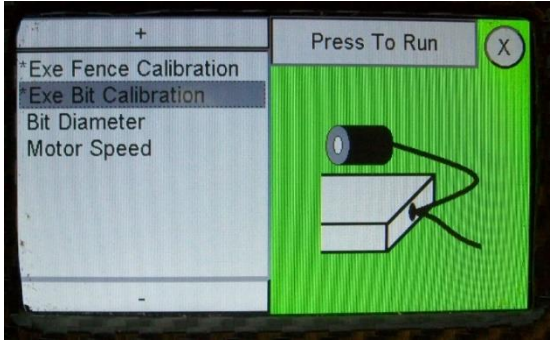 +
*Exe Fence Calibration
*Exe Bit Calibration
Bit Diameter
Motor Speed
-
Press To Run
X